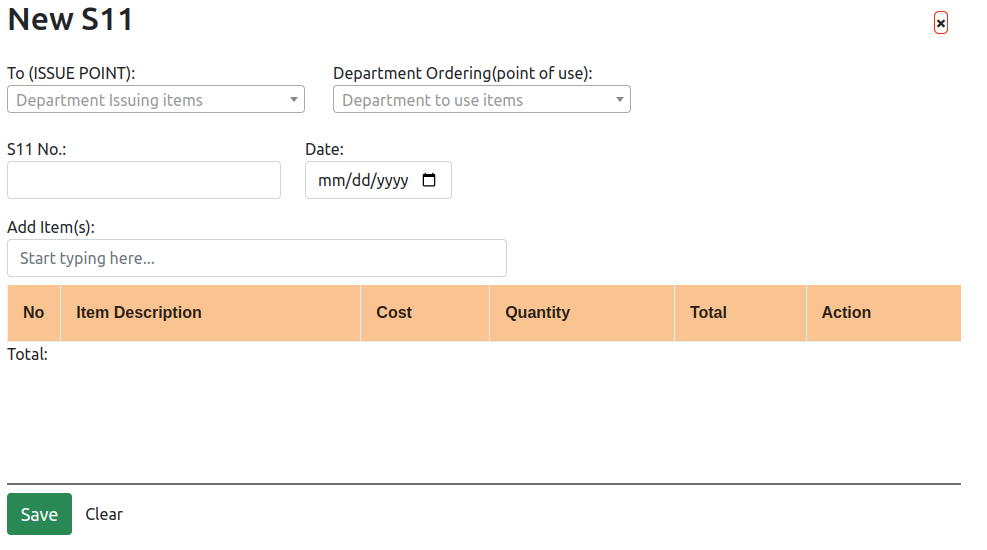 New S11
×
To (ISSUE POINT): Department Ordering(point of use):
Department Issuing items Department to use items
S11 No.: Date:
mm/dd/yyyy
Add Item(s):
Start typing here...
No Item Description Cost Quantity Total Action
Total:
Save Clear